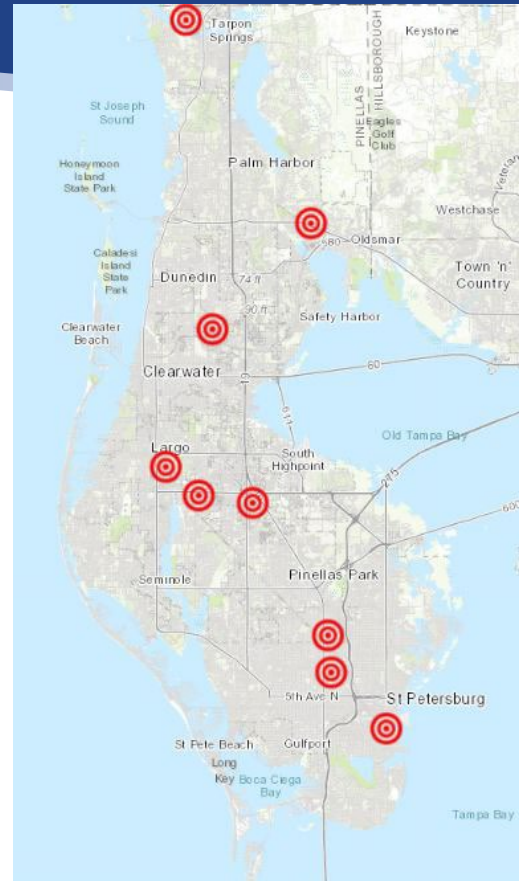 Tarpon
Springs
Keystone
PINELLAS
HILLSBOROUGH
St Joseph
Sound
Eagles
Golf
Club
Palm Harbor
Honeymoon
Island
State Park
Westchase
Oldsmar
580
Caladesi
Island
State
Park
Dunedin
74 ft
Town 'n'
Country
90 ft
Safety Harbor
Clearwater
Beach
60
Clearwater
19
611
Old Tampa Bay
Largo
South
Highpoint
275
600
Pinellas Park
Seminole
5th Ave N
St Petersburg
St Pete Beach
Gulfport
Long
Key
Boca Ciega
Bay
Tampa Bay